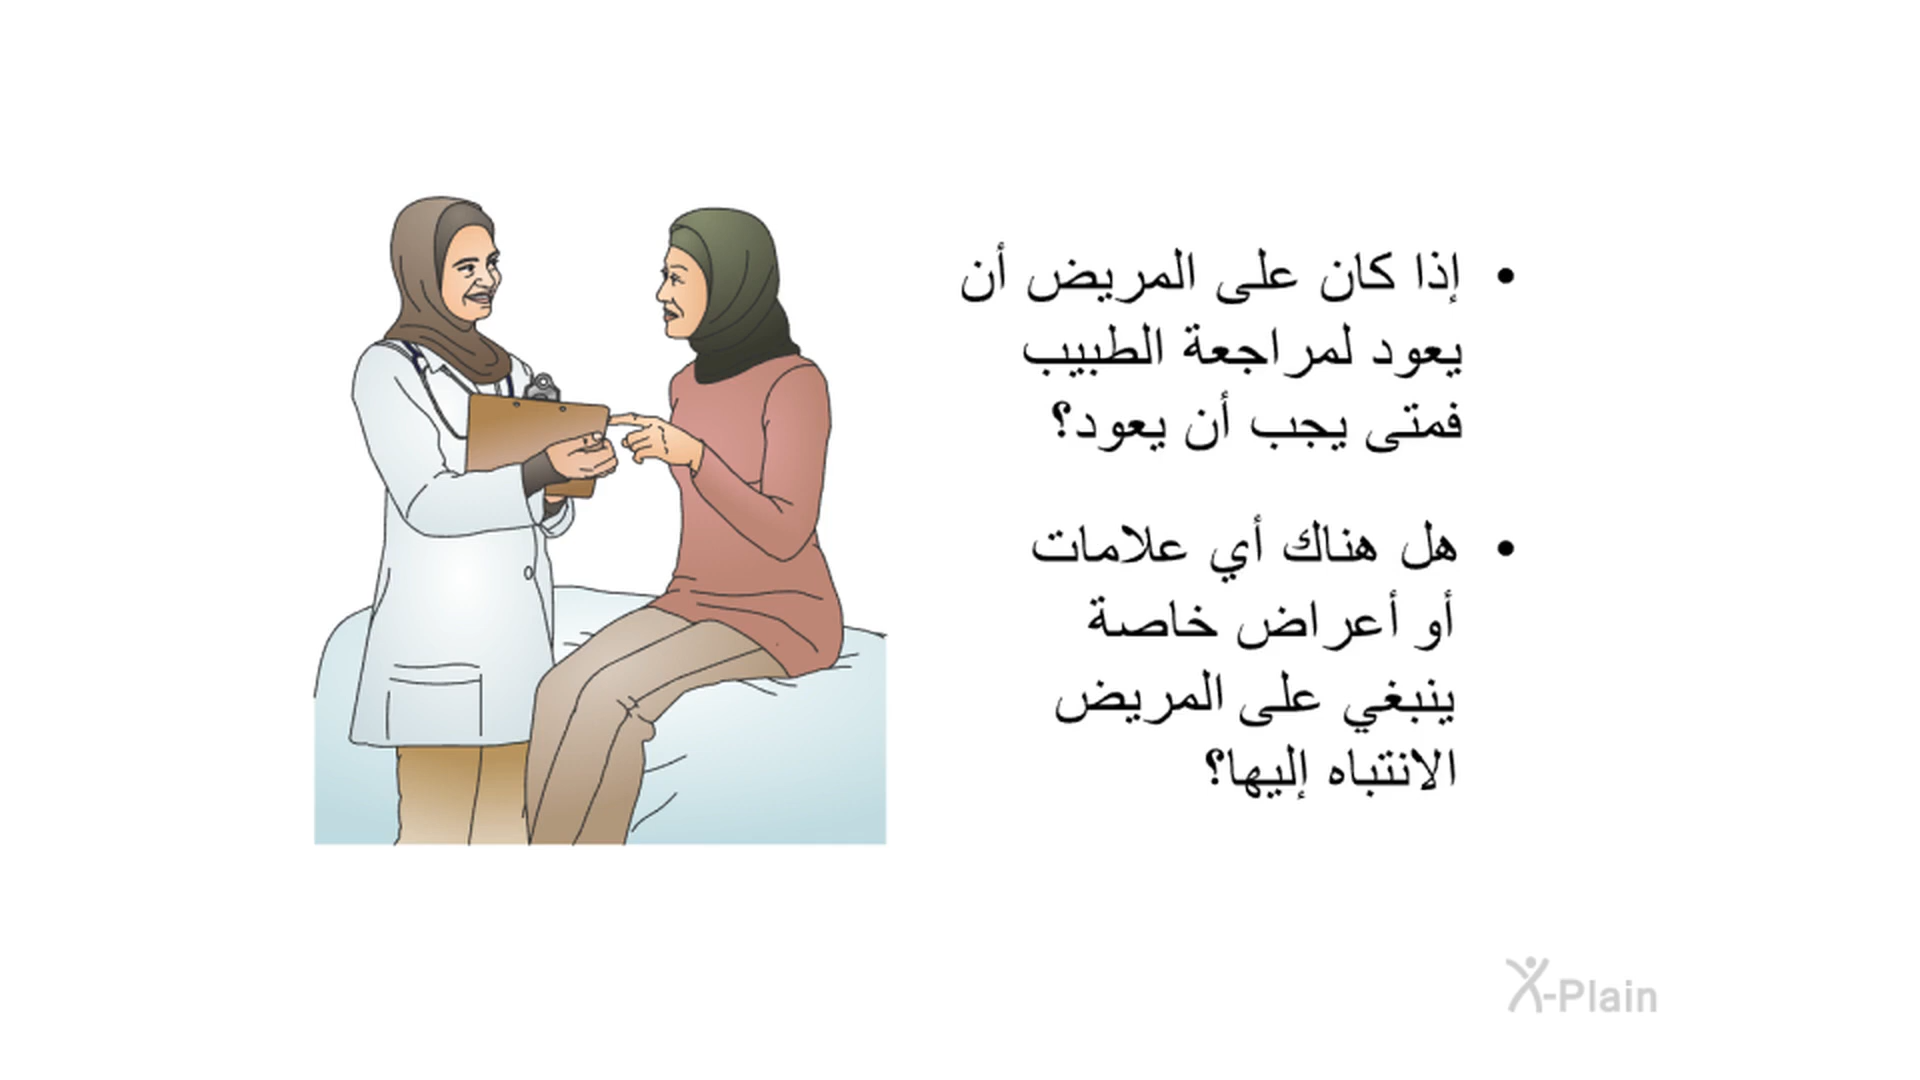 • إذا كان على المريض أن
يعود لمراجعة الطبيب
فمتى يجب أن يعود؟
• هل هناك أي علامات
أو أعراض خاصة
ينبغي على المريض
الانتباه إليها؟
X-Plain